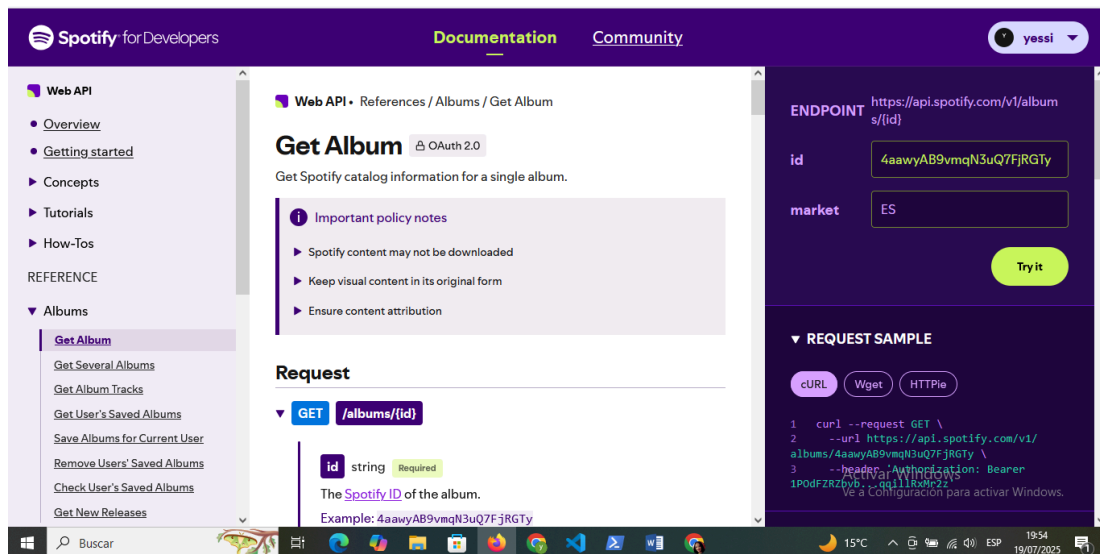 Spotify for Developers
Documentation
Community
Y
yessi
Web API
Overview
Getting started
Concepts
Tutorials
How-Tos
REFERENCE
Albums
Get Album
Get Several Albums
Get Album Tracks
Get User's Saved Albums
Save Albums for Current User
Remove Users' Saved Albums
Check User's Saved Albums
Get New Releases
Web API • References / Albums / Get Album
Get Album OAuth 2.0
Get Spotify catalog information for a single album.
Important policy notes
Spotify content may not be downloaded
Keep visual content in its original form
Ensure content attribution
Request
GET /albums/{id}
id string Required
The Spotify ID of the album.
Example: 4aawyAB9vmqN3uQ7FjRGTy
ENDPOINT https://api.spotify.com/v1/album
s/{id}
id 4aawyAB9vmqN3uQ7FjRGTy
market ES
Try it
REQUEST SAMPLE
cURL Wget HTTPie
1 curl --request GET \
2 --url https://api.spotify.com/v1/
albums/4aawyAB9vmqN3uQ7FjRGTy \
3 --header 'Authorization: Bearer
1POdFZRZbvb...qqillRxMr2z'
Activar Windows
Ve a Configuración para activar Windows.
Buscar
15°C
ESP
19:54
19/07/2025